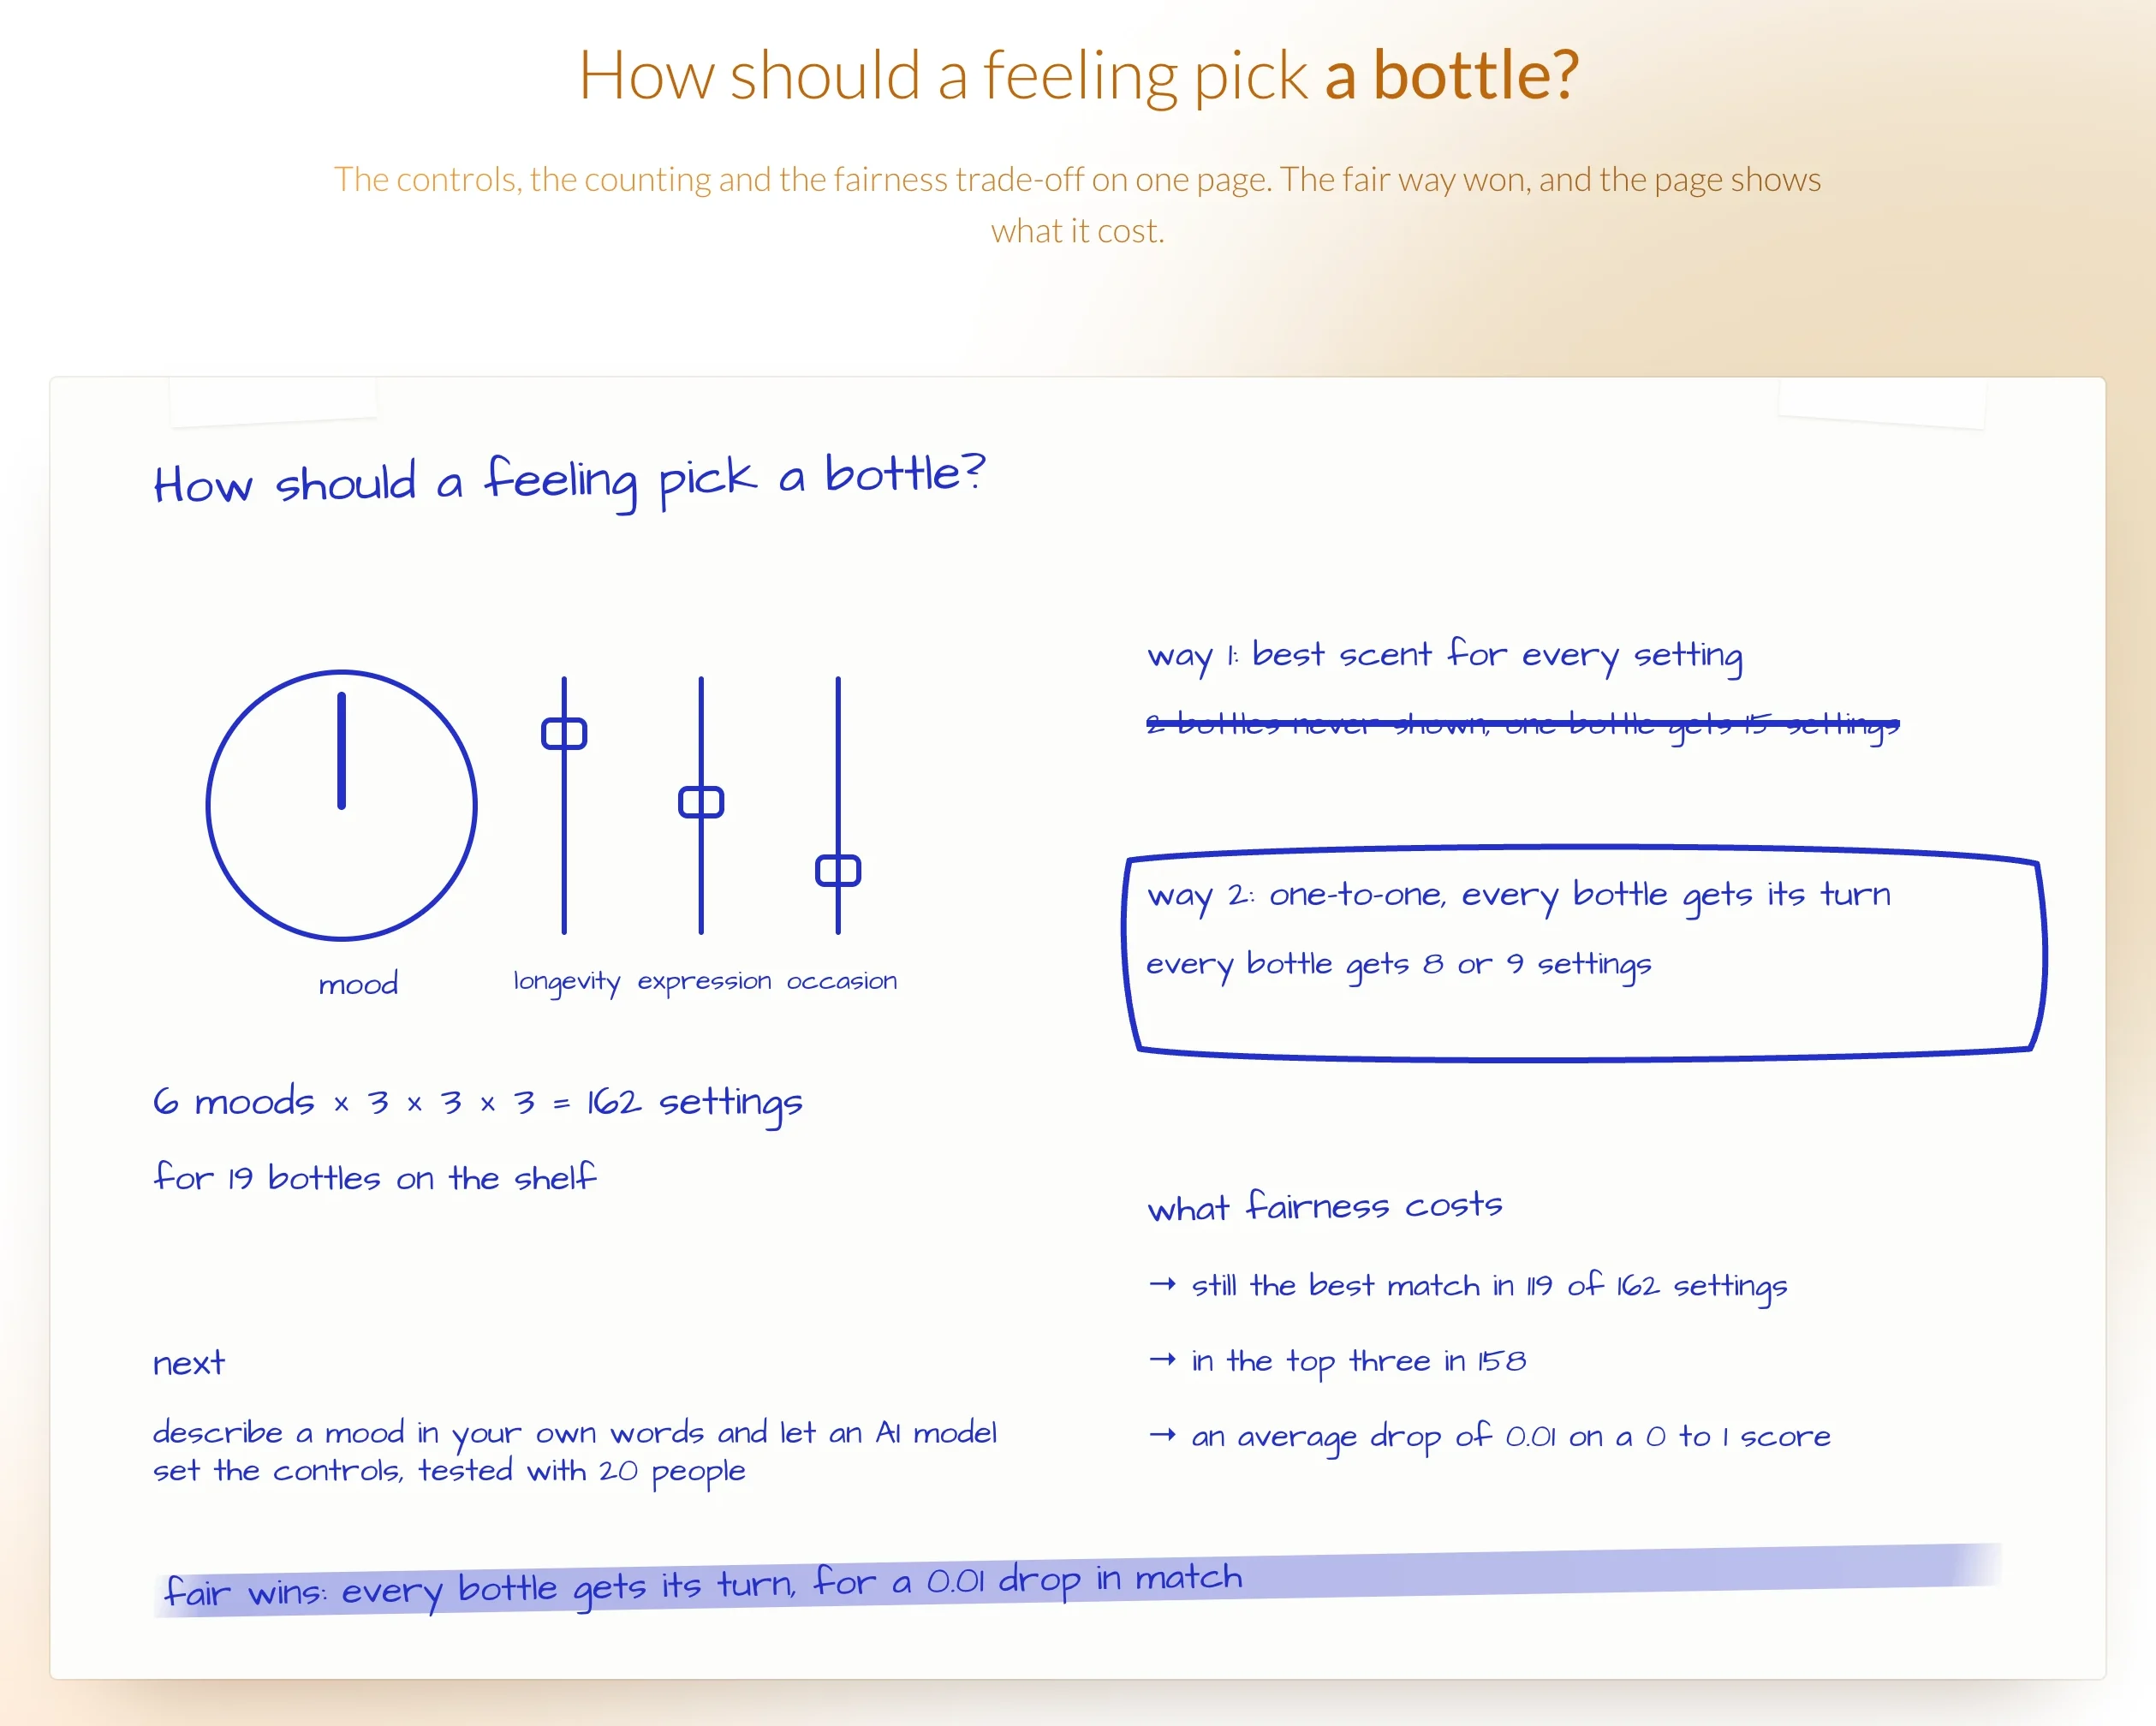 How should a feeling pick a bottle?
The controls, the counting and the fairness trade-off on one page. The fair way won, and the page shows
what it cost.
How should a feeling pick a bottle?
mood
longevity expression occasion
6 moods × 3 × 3 × 3 = 162 settings
for 19 bottles on the shelf
next
describe a mood in your own words and let an AI model
set the controls, tested with 20 people
way 1: best scent for every setting
2 bottles never shown, one bottle gets 15 settings
way 2: one-to-one, every bottle gets its turn
every bottle gets 8 or 9 settings
what fairness costs
→ still the best match in 119 of 162 settings
→ in the top three in 158
→ an average drop of 0.01 on a 0 to 1 score
fair wins: every bottle gets its turn, for a 0.01 drop in match